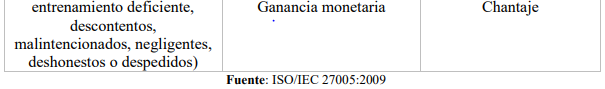 entrenamiento deficiente,
descontentos,
malintencionados, negligentes,
deshonestos o despedidos)
Ganancia monetaria
Chantaje
Fuente: ISO/IEC 27005:2009